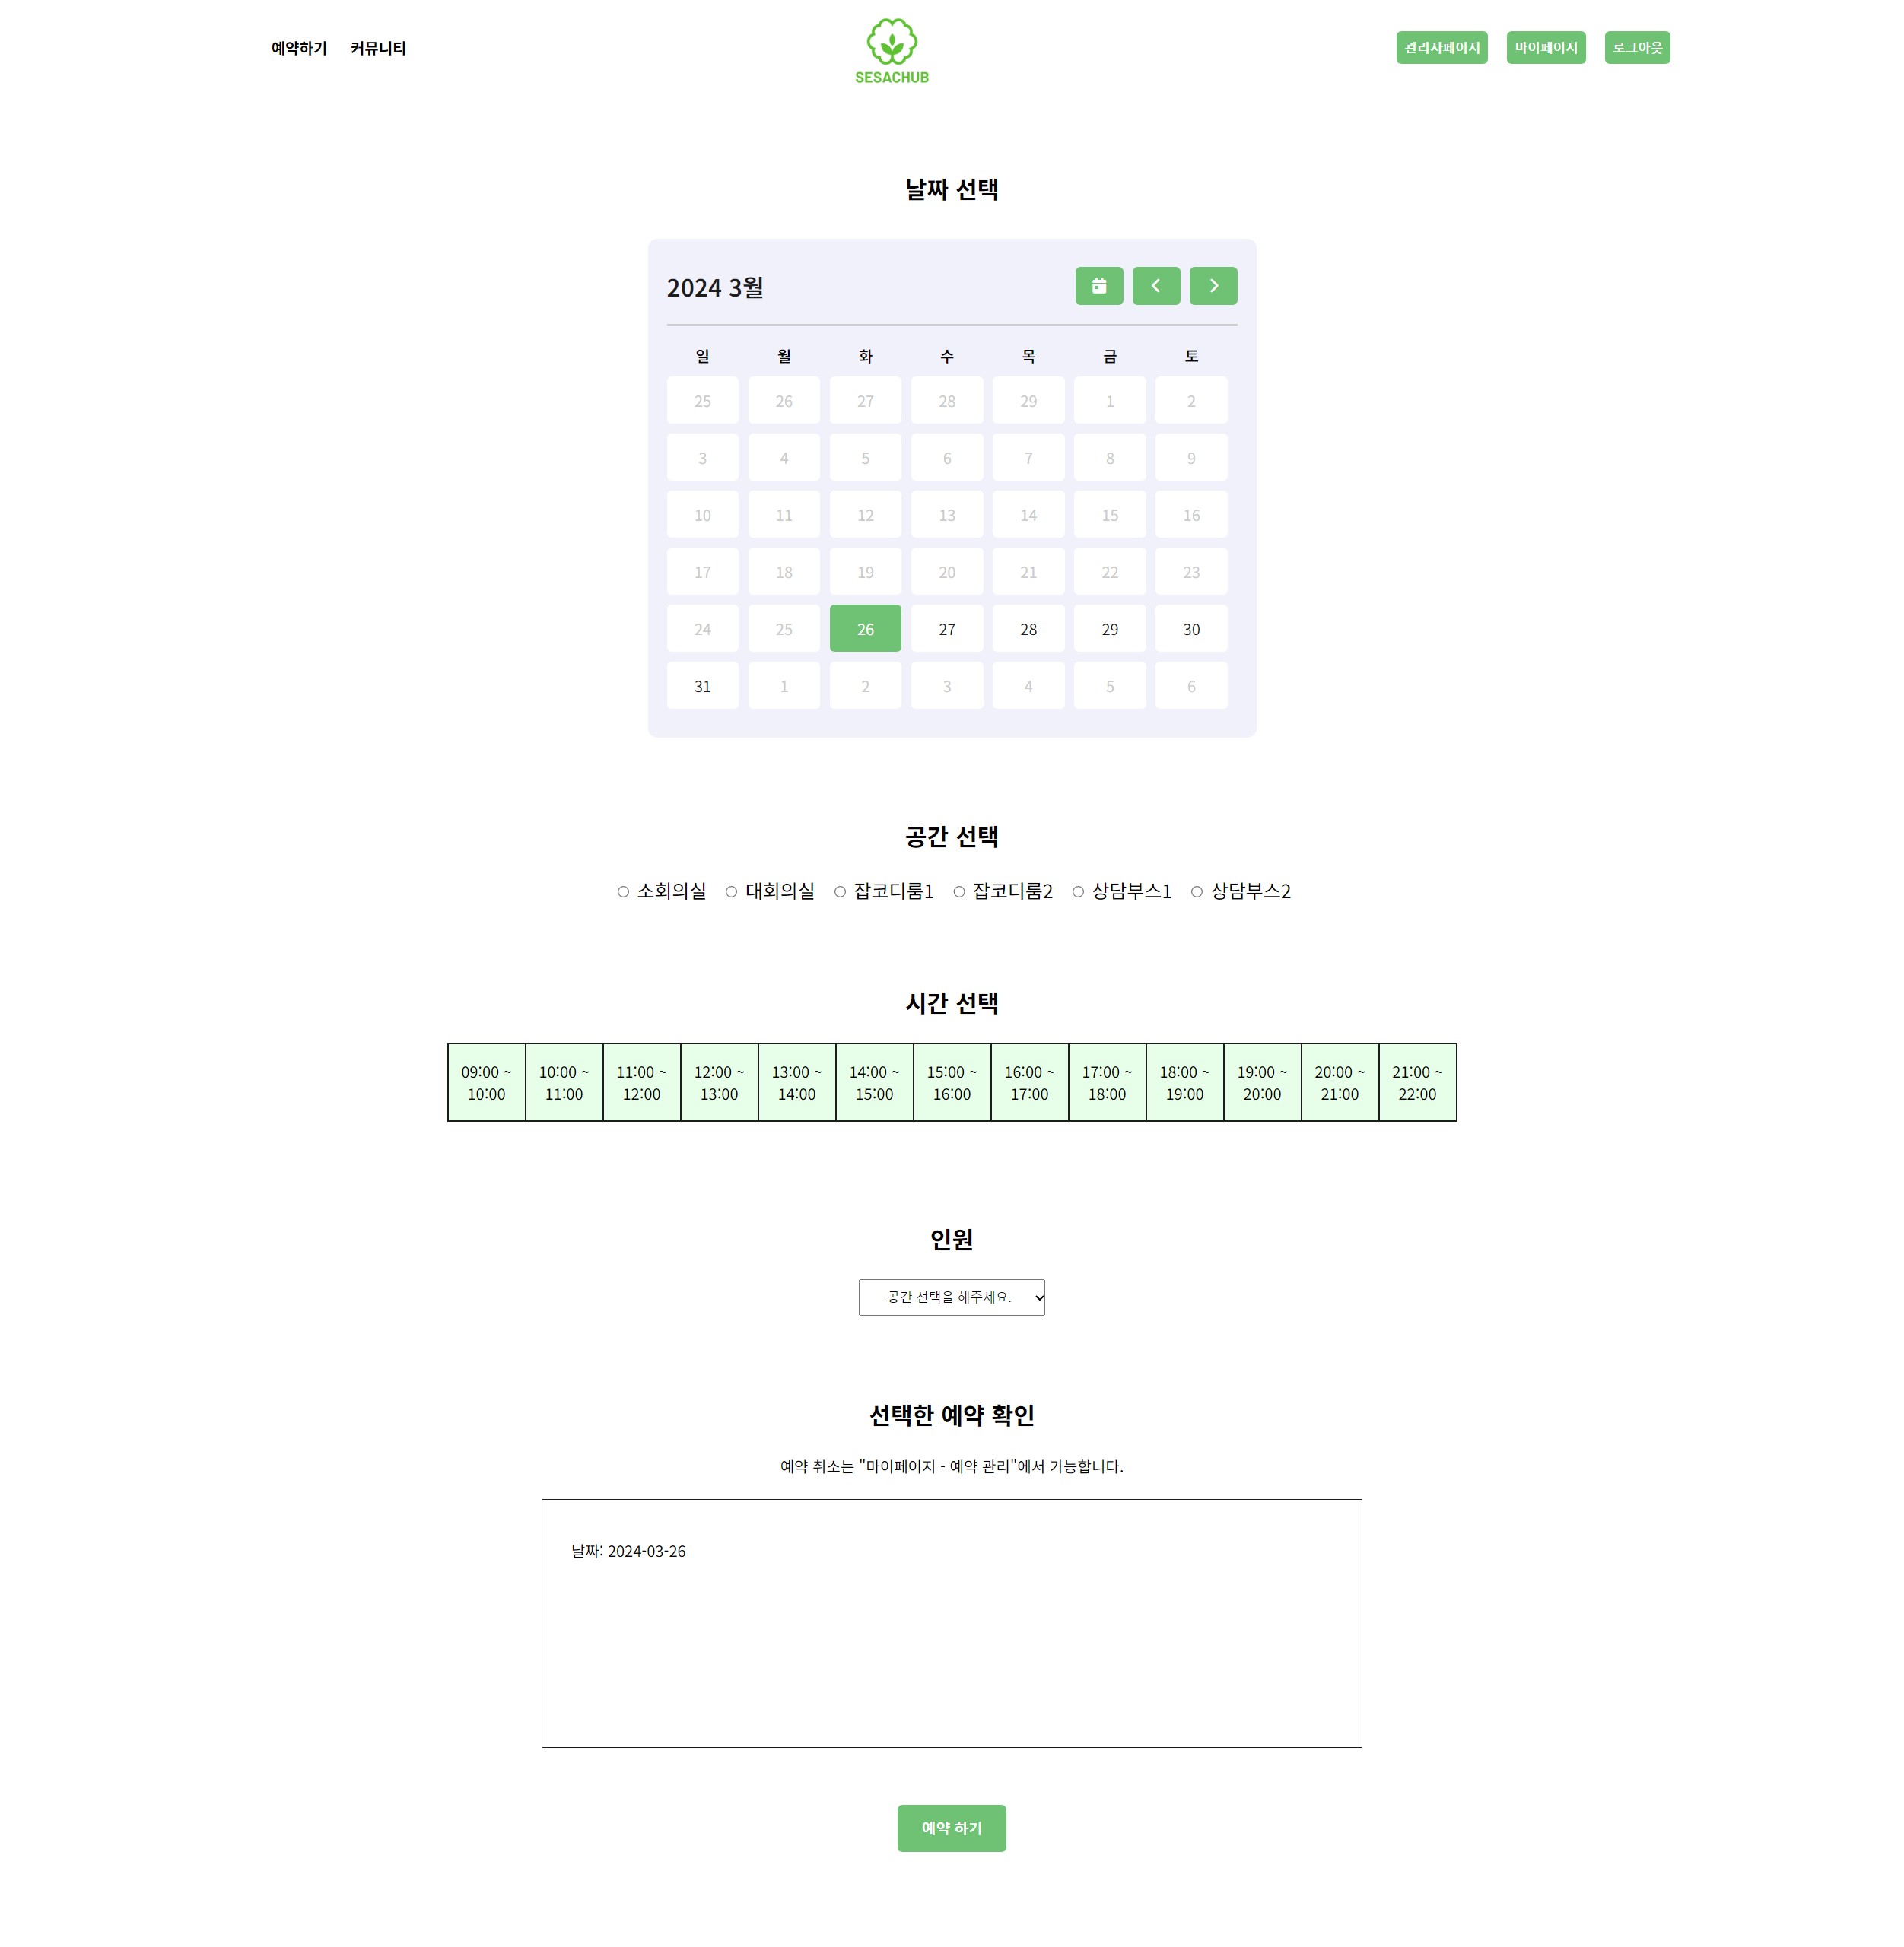 예약하기 커뮤니티 SESACHUB 관리자페이지 마이페이지 로그아웃
날짜 선택
2024 3월
일 월 화 수 목 금 토
25 26 27 28 29 1 2
3 4 5 6 7 8 9
10 11 12 13 14 15 16
17 18 19 20 21 22 23
24 25 26 27 28 29 30
31 1 2 3 4 5 6
공간 선택
소회의실 대회의실 잡코디룸1 잡코디룸2 상담부스1 상담부스2
시간 선택
09:00 ~ 10:00 ~ 11:00 ~ 12:00 ~ 13:00 ~ 14:00 ~ 15:00 ~ 16:00 ~ 17:00 ~ 18:00 ~ 19:00 ~ 20:00 ~ 21:00 ~
10:00 11:00 12:00 13:00 14:00 15:00 16:00 17:00 18:00 19:00 20:00 21:00 22:00
인원
공간 선택을 해주세요.
선택한 예약 확인
예약 취소는 "마이페이지 - 예약 관리"에서 가능합니다.
날짜: 2024-03-26
예약 하기